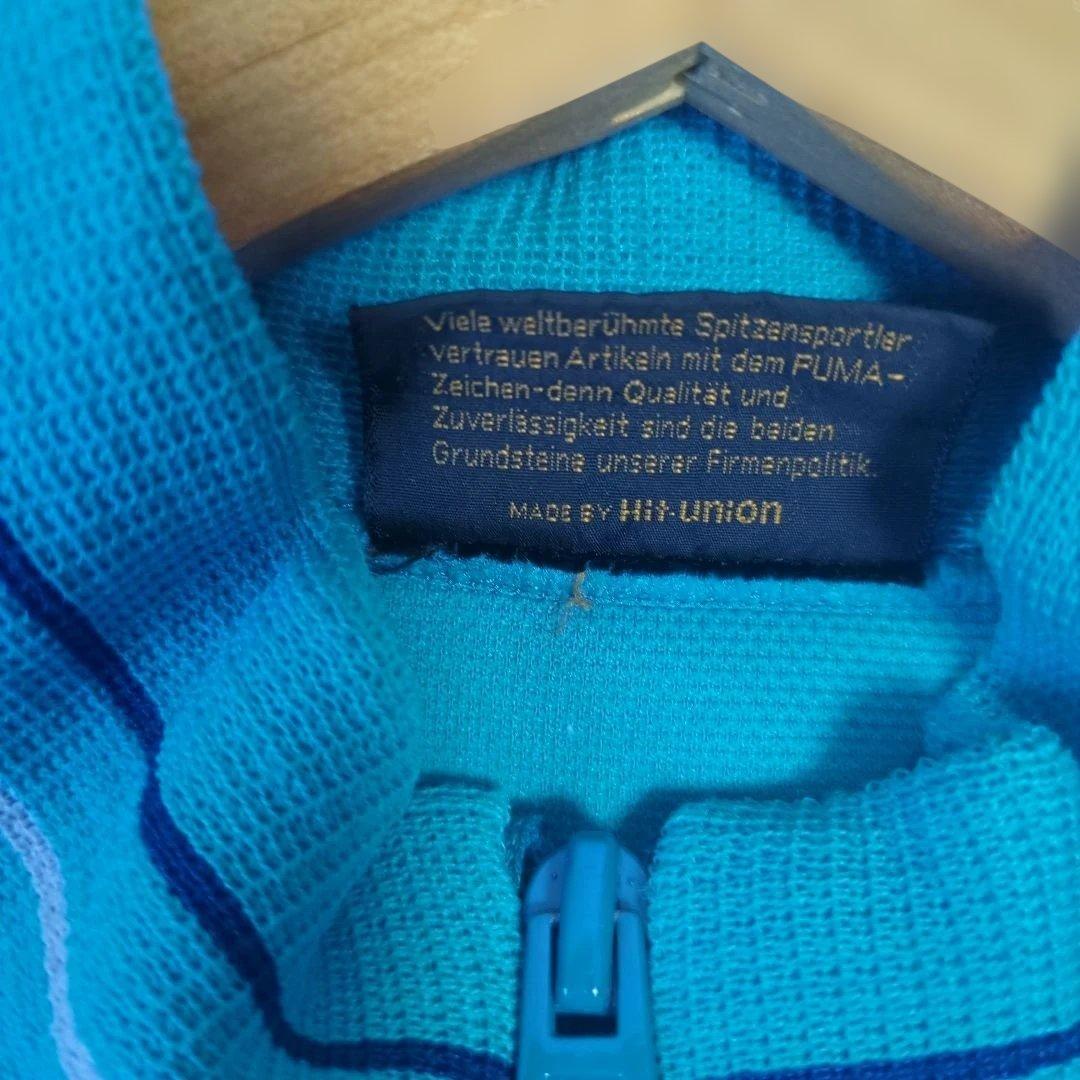 Viele weltberühmte Spitzensportler
vertrauen Artikeln mit dem PUMA-
Zeichen-denn Qualität und
Zuverlässigkeit sind die beiden
Grundsteine unserer Firmenpolitik.
MADE BY Hit-union